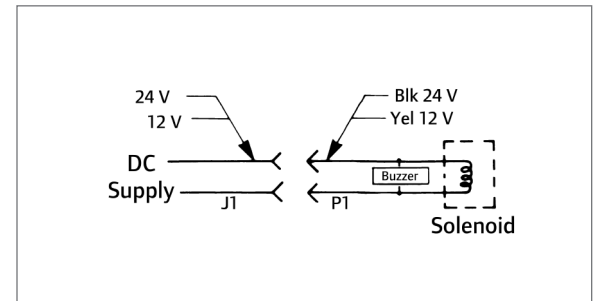 24 V
12 V
Blk 24 V
Yel 12 V
DC
Supply
J1
P1
Buzzer
Solenoid